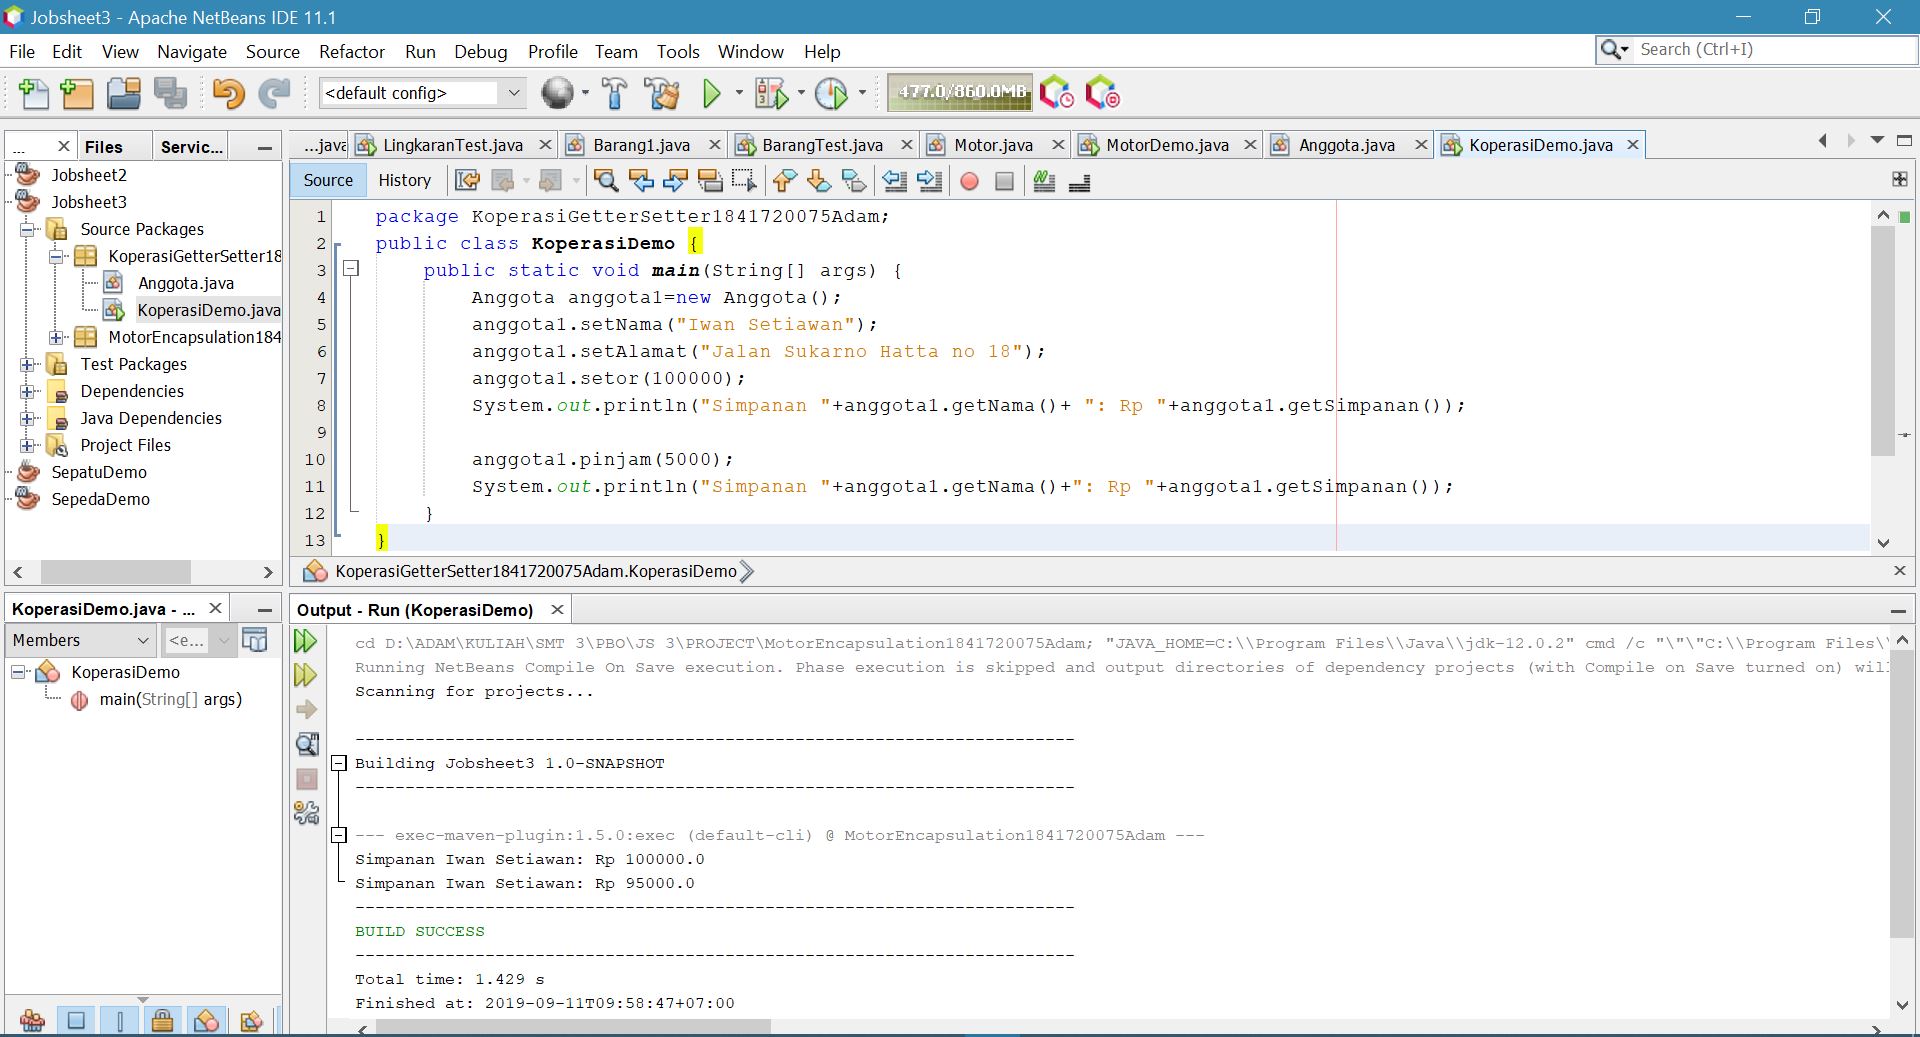 Jobsheet3 - Apache NetBeans IDE 11.1
File Edit View Navigate Source Refactor Run Debug Profile Team Tools Window Help
Search (Ctrl+I)
<default config>
477.0/860.0MB
...
Files
Servic...
...java
LingkaranTest.java
Barang1.java
BarangTest.java
Motor.java
MotorDemo.java
Anggota.java
KoperasiDemo.java
Source
History
Jobsheet2
Jobsheet3
Source Packages
KoperasiGetterSetter18
Anggota.java
KoperasiDemo.java
MotorEncapsulation184
Test Packages
Dependencies
Java Dependencies
Project Files
SepatuDemo
SepedaDemo
1 package KoperasiGetterSetter1841720075Adam;
2 public class KoperasiDemo {
3 public static void main(String[] args) {
4 Anggota anggota1=new Anggota();
5 anggota1.setNama("Iwan Setiawan");
6 anggota1.setAlamat("Jalan Sukarno Hatta no 18");
7 anggota1.setor(100000);
8 System.out.println("Simpanan "+anggota1.getNama()+ ": Rp "+anggota1.getSimpanan());
9
10 anggota1.pinjam(5000);
11 System.out.println("Simpanan "+anggota1.getNama()+": Rp "+anggota1.getSimpanan());
12 }
13 }
KoperasiGetterSetter1841720075Adam.KoperasiDemo
KoperasiDemo.java - ...
Members
<e...
KoperasiDemo
main(String[] args)
Output - Run (KoperasiDemo)
cd D:\ADAM\KULIAH\SMT 3\PBO\JS 3\PROJECT\MotorEncapsulation1841720075Adam; "JAVA_HOME=C:\\Program Files\\Java\\jdk-12.0.2" cmd /c "\"\"C:\\Program Files\\
Running NetBeans Compile On Save execution. Phase execution is skipped and output directories of dependency projects (with Compile on Save turned on) wil
Scanning for projects...
------------------------------------------------------------------------
Building Jobsheet3 1.0-SNAPSHOT
------------------------------------------------------------------------
--- exec-maven-plugin:1.5.0:exec (default-cli) @ MotorEncapsulation1841720075Adam ---
Simpanan Iwan Setiawan: Rp 100000.0
Simpanan Iwan Setiawan: Rp 95000.0
------------------------------------------------------------------------
BUILD SUCCESS
------------------------------------------------------------------------
Total time: 1.429 s
Finished at: 2019-09-11T09:58:47+07:00